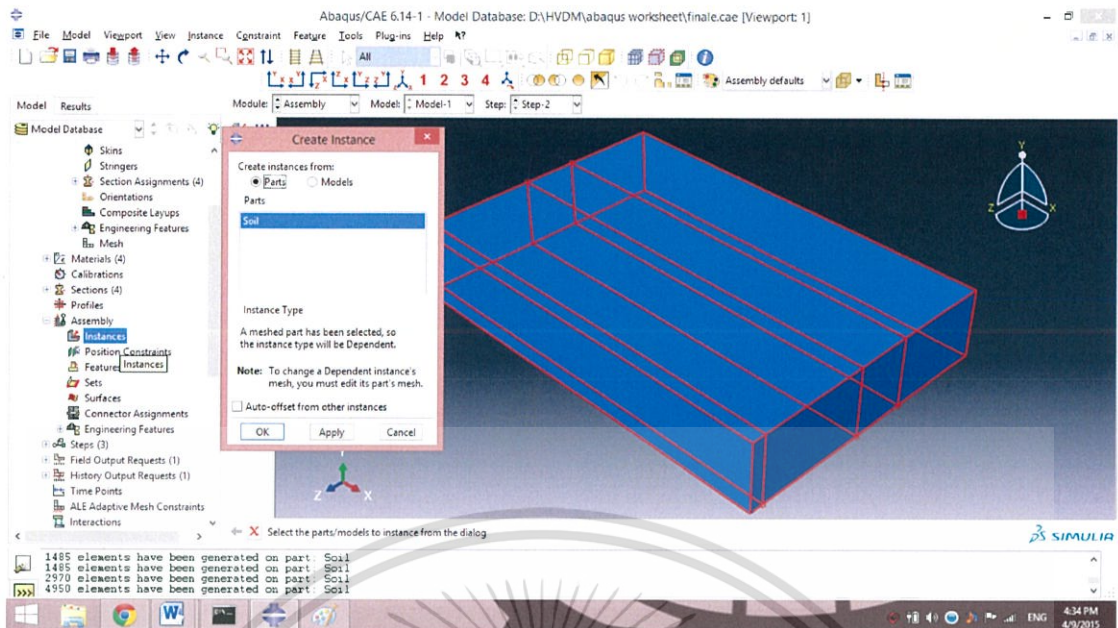 Abaqus/CAE 6.14-1 - Model Database: D:\HVDM\abaqus worksheet\finale.cae [Viewport: 1]
File Model Viewport View Instance Constraint Feature Tools Plug-ins Help
All
1 2 3 4
Assembly defaults
Model Results
Module: Assembly Model: Model-1 Step: Step-2
Model Database
Skins
Stringers
Section Assignments (4)
Orientations
Composite Layups
Engineering Features
Mesh
Materials (4)
Calibrations
Sections (4)
Profiles
Assembly
Instances
Position Constraints
Features
Instances
Sets
Surfaces
Connector Assignments
Engineering Features
Steps (3)
Field Output Requests (1)
History Output Requests (1)
Time Points
ALE Adaptive Mesh Constraints
Interactions
Create Instance
Create instances from:
Parts Models
Parts
Soil
Instance Type
A meshed part has been selected, so
the instance type will be Dependent.
Note: To change a Dependent instance's
mesh, you must edit its part's mesh.
Auto-offset from other instances
OK Apply Cancel
Y
Z X
Z X
Select the parts/models to instance from the dialog
SIMULIA
1485 elements have been generated on part: Soil
1485 elements have been generated on part: Soil
2970 elements have been generated on part: Soil
4950 elements have been generated on part: Soil
ENG
4:34 PM
4/9/2015